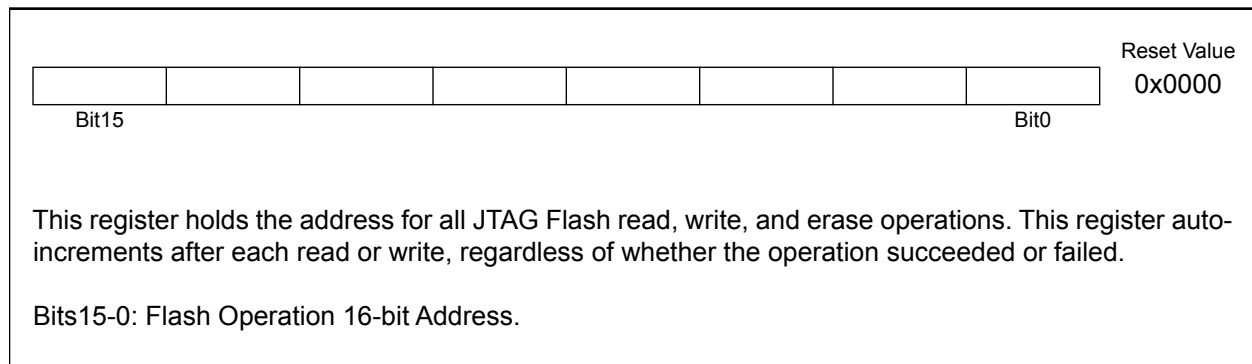 Reset Value
0x0000
Bit15
Bit0
This register holds the address for all JTAG Flash read, write, and erase operations. This register auto-
increments after each read or write, regardless of whether the operation succeeded or failed.
Bits15-0: Flash Operation 16-bit Address.